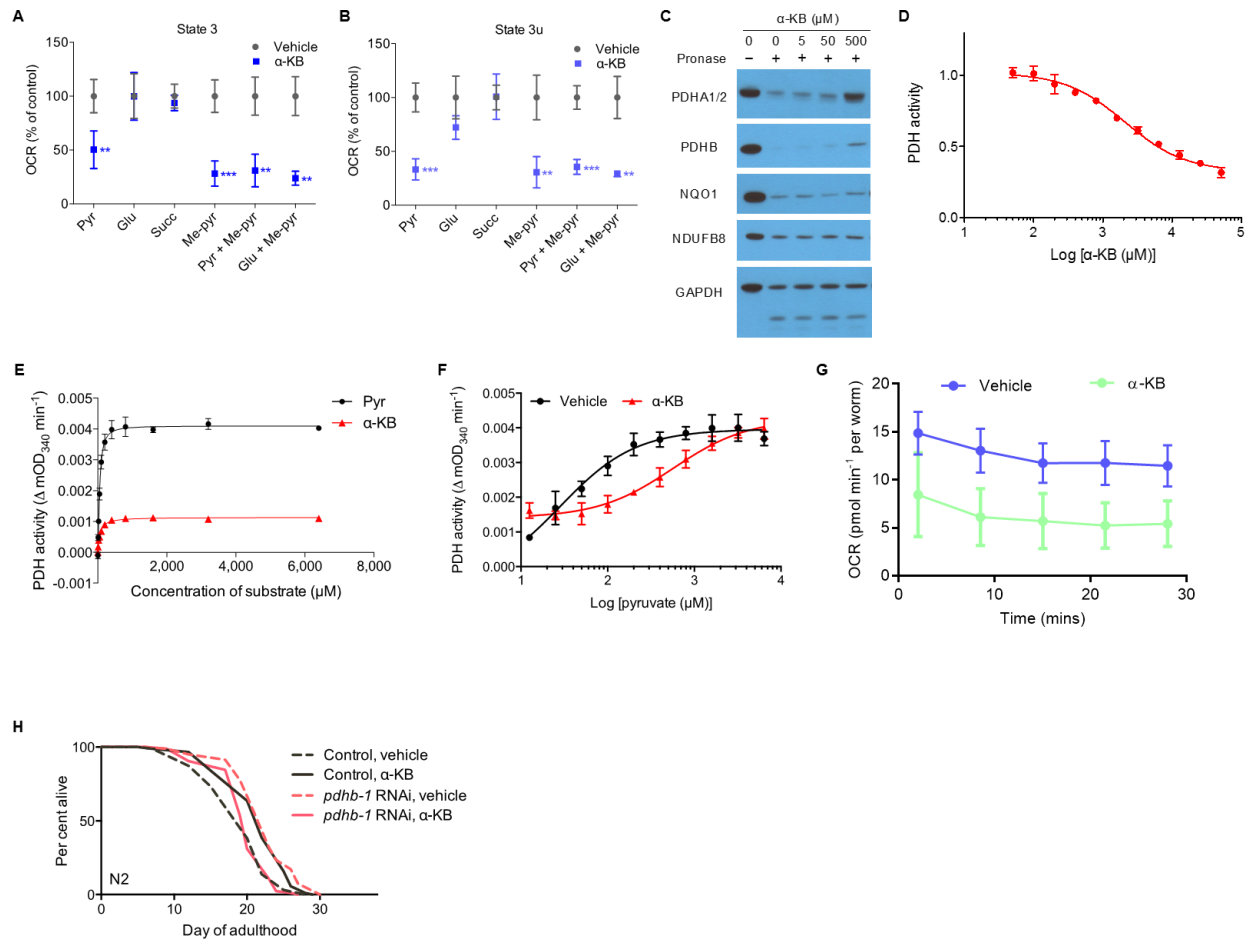 A
State 3
Vehicle
α-KB
OCR (% of control)
150
100
50
0
Pyr
Glu
Succ
Me-pyr
Pyr + Me-pyr
Glu + Me-pyr
**
***
**
**
B
State 3u
Vehicle
α-KB
OCR (% of control)
150
100
50
0
Pyr
Glu
Succ
Me-pyr
Pyr + Me-pyr
Glu + Me-pyr
***
**
***
**
C
α-KB (µM)
0 0 5 50 500
Pronase − + + + +
PDHA1/2
PDHB
NQO1
NDUFB8
GAPDH
D
PDH activity
1.0
0.5
0.0
1 2 3 4 5
Log [α-KB (µM)]
E
PDH activity (Δ mOD340 min-1)
0.005
0.004
0.003
0.002
0.001
0.000
-0.001
2,000 4,000 6,000 8,000
Concentration of substrate (µM)
Pyr
α-KB
F
PDH activity (Δ mOD340 min-1)
0.005
0.004
0.003
0.002
0.001
0.000
1 2 3 4
Log [pyruvate (µM)]
Vehicle
α-KB
G
Vehicle
α-KB
OCR (pmol min-1 per worm)
20
15
10
5
0
0 10 20 30
Time (mins)
H
Per cent alive
100
50
0
N2
0 10 20 30
Day of adulthood
Control, vehicle
Control, α-KB
pdhb-1 RNAi, vehicle
pdhb-1 RNAi, α-KB